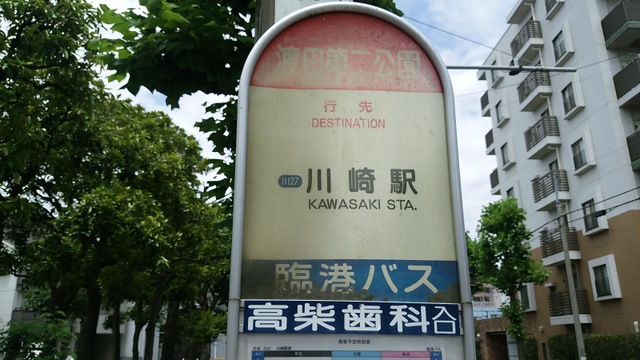 渡田第二公園
行先
DESTINATION
川27 川崎駅
KAWASAKI STA.
臨港バス
高柴歯科